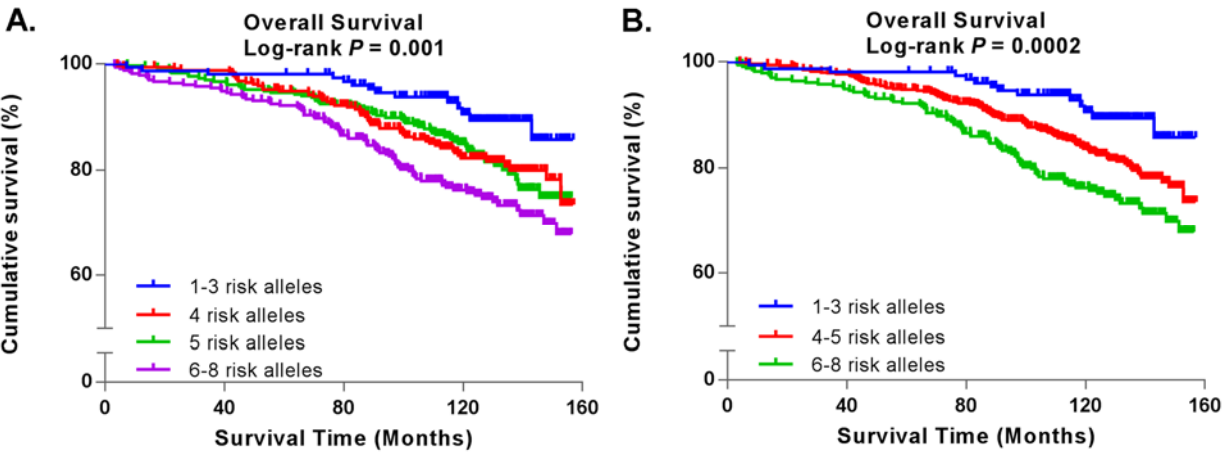 A.
Overall Survival
Log-rank P = 0.001
Cumulative survival (%)
100
80
60
0
1-3 risk alleles
4 risk alleles
5 risk alleles
6-8 risk alleles
0 40 80 120 160
Survival Time (Months)
B.
Overall Survival
Log-rank P = 0.0002
Cumulative survival (%)
100
80
60
0
1-3 risk alleles
4-5 risk alleles
6-8 risk alleles
0 40 80 120 160
Survival Time (Months)